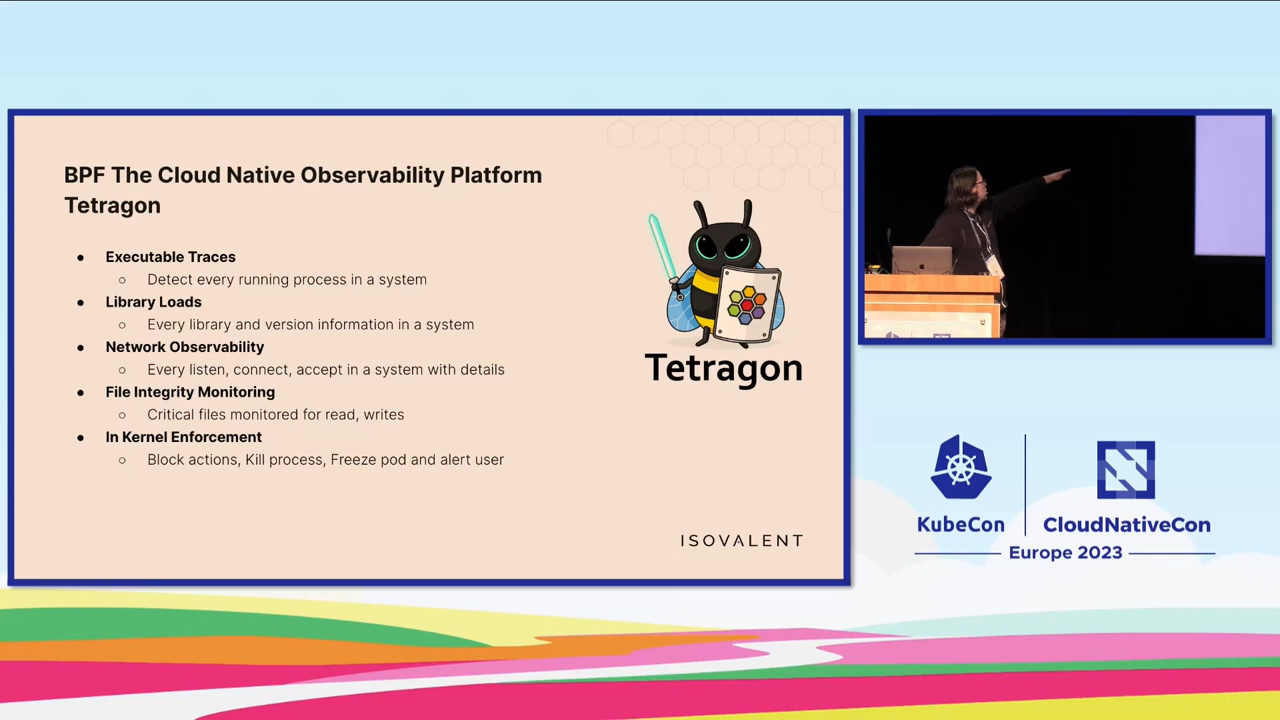 BPF The Cloud Native Observability Platform
Tetragon
● Executable Traces
○ Detect every running process in a system
● Library Loads
○ Every library and version information in a system
● Network Observability
○ Every listen, connect, accept in a system with details
● File Integrity Monitoring
○ Critical files monitored for read, writes
● In Kernel Enforcement
○ Block actions, Kill process, Freeze pod and alert user
Tetragon
ISOVALENT
KubeCon
CloudNativeCon
Europe 2023